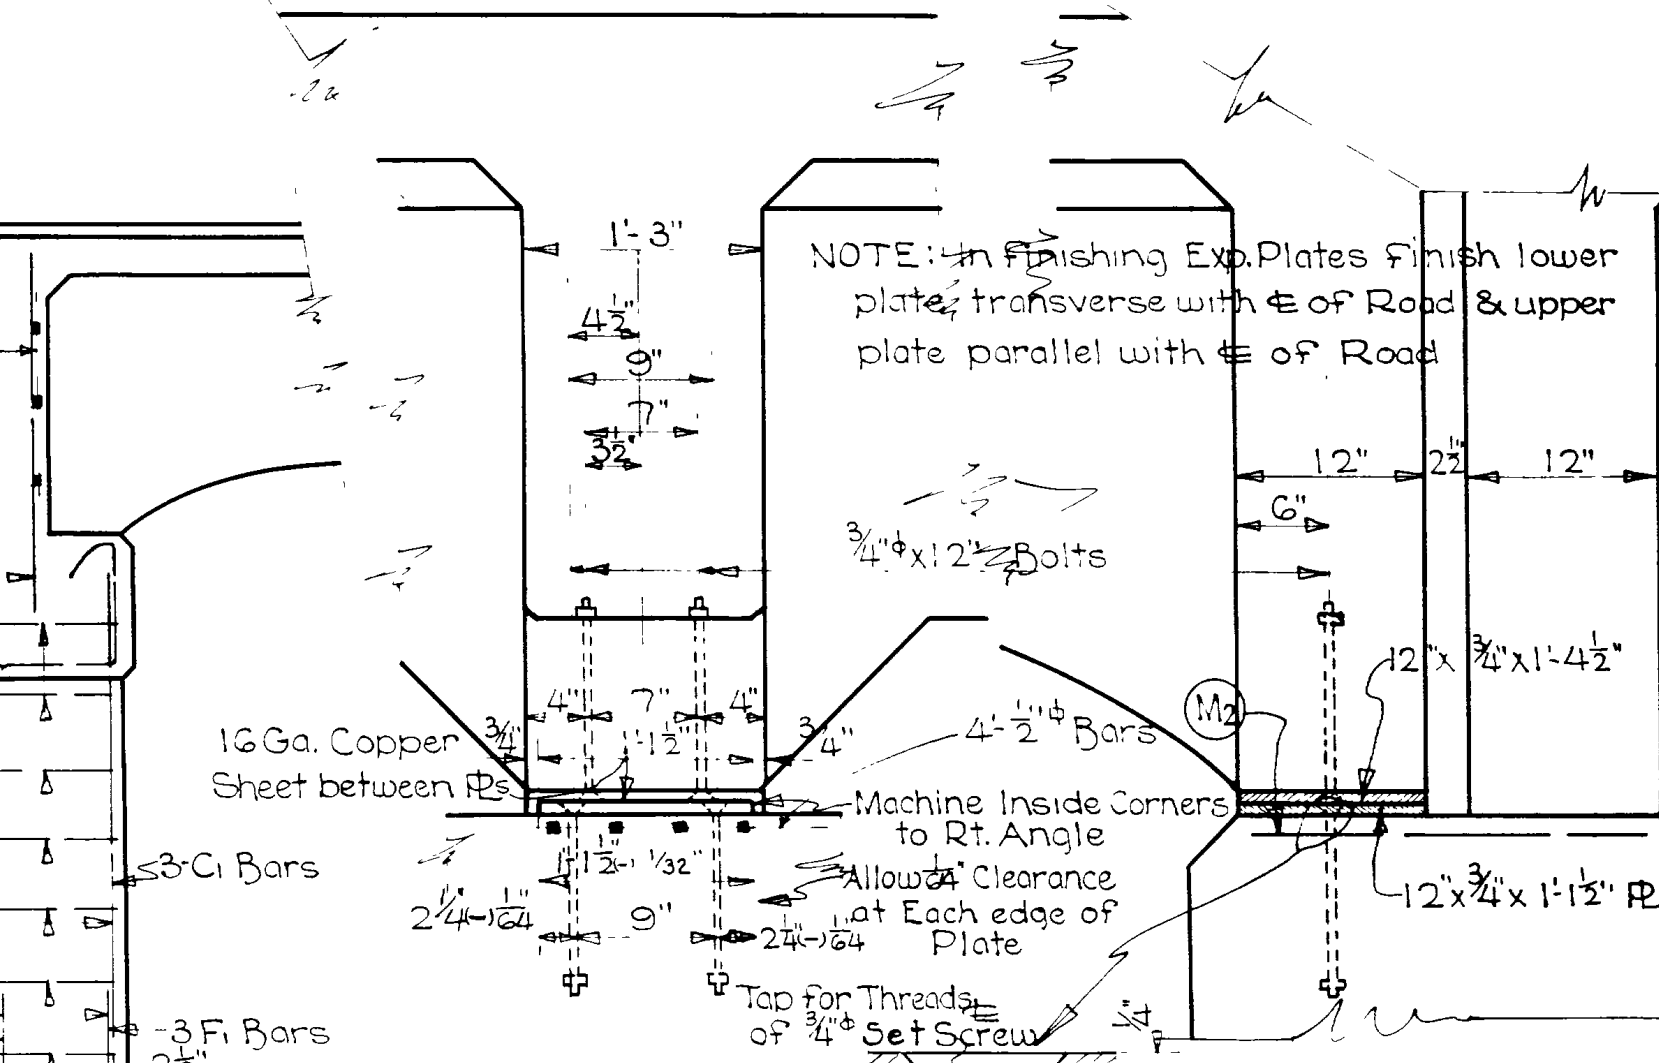 1'-3"
NOTE: In Finishing Exp. Plates Finish lower
plate transverse with ℄ of Road & upper
plate parallel with ℄ of Road
4½"
9"
7"
3½"
12" 2½" 12"
6"
¾"ϕ x 12" Bolts
12" x ¾" x 1'-4½"
M2
4" 7" 4"
¾" 1'-1½" ¾"
4'-½"ϕ Bars
16 Ga. Copper
Sheet between ℙLs
Machine Inside Corners
to Rt. Angle
1'-1½(-) 1/32"
3-C1 Bars
Allow 1/64" Clearance
at Each edge of
Plate
12" x ¾" x 1'-1½" PL
2¼"(-) 1/64
9"
2¼"(-) 1/64
Tap for Threads
of ¾"ϕ Set Screw
¼"
3 F1 Bars
2½"